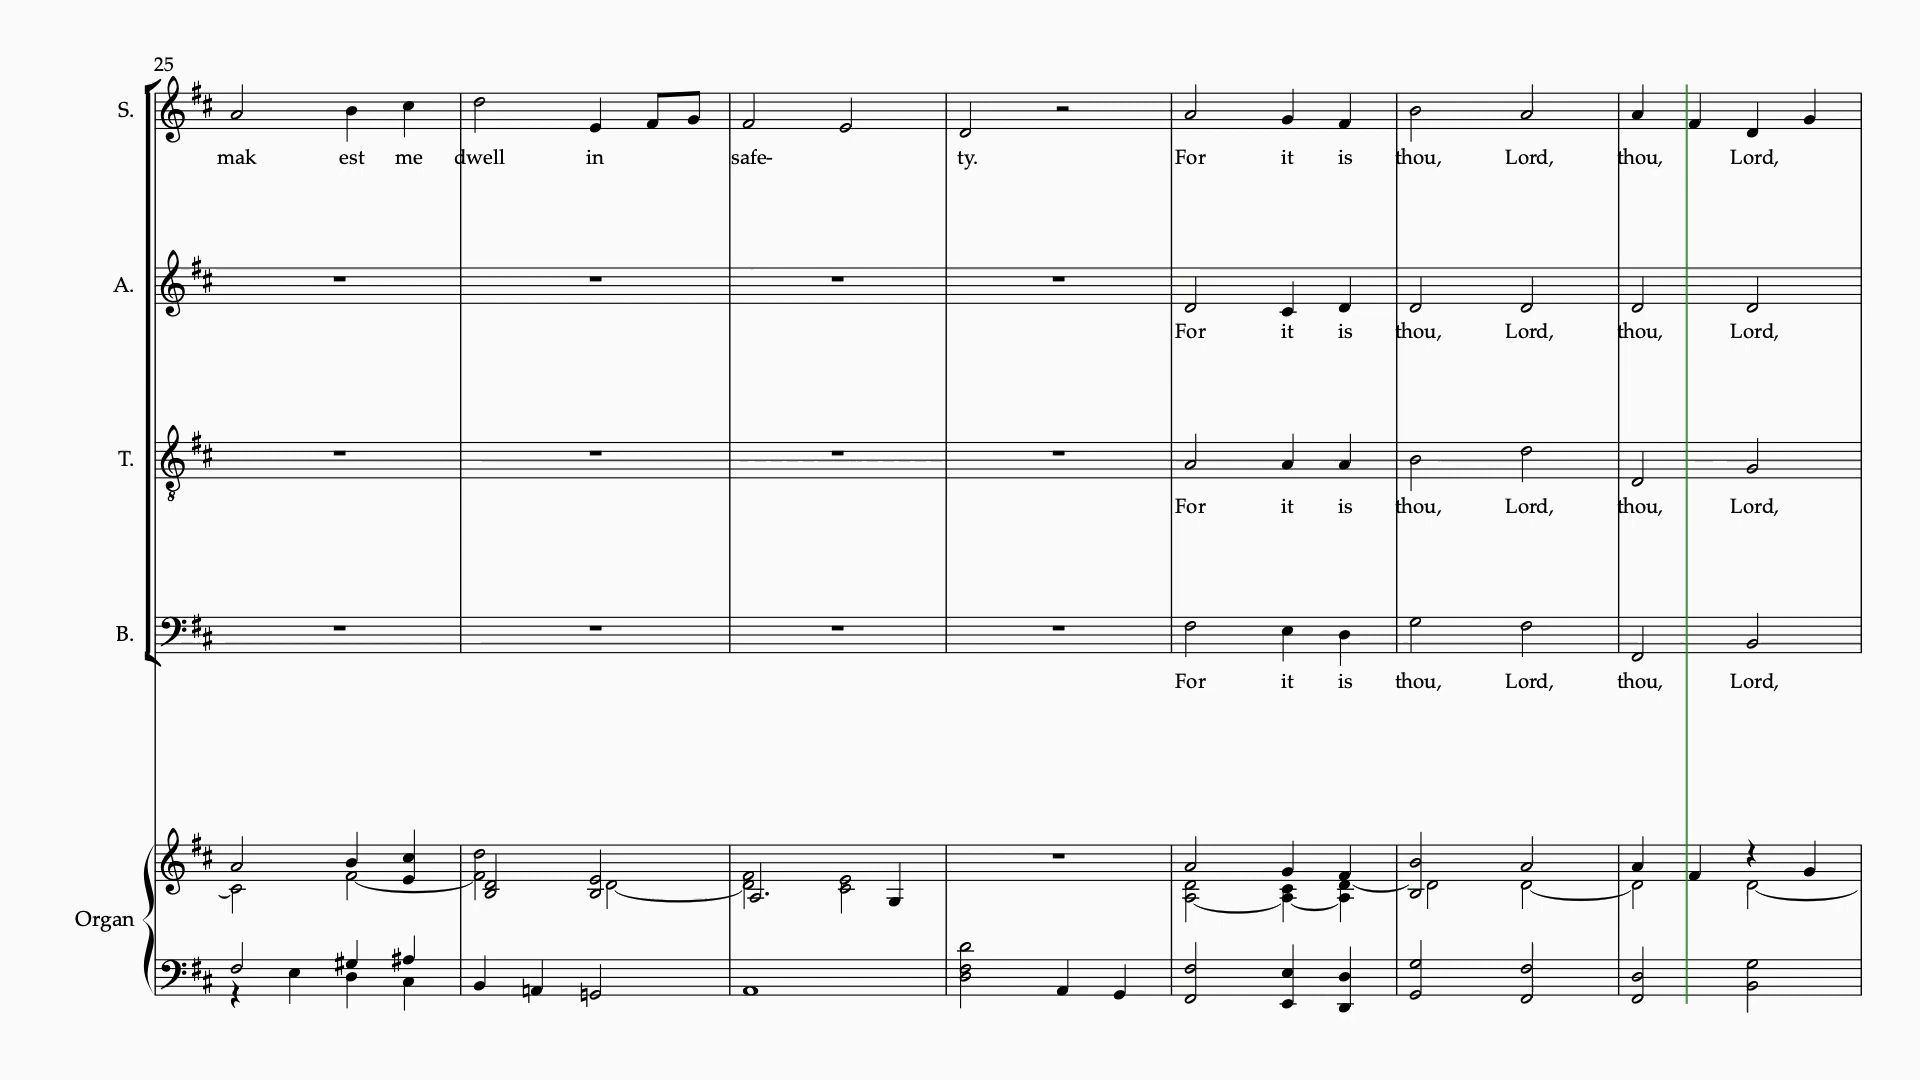 25
S.
mak est me dwell in safe- ty. For it is thou, Lord, thou, Lord,
A.
For it is thou, Lord, thou, Lord,
T.
For it is thou, Lord, thou, Lord,
B.
For it is thou, Lord, thou, Lord,
Organ